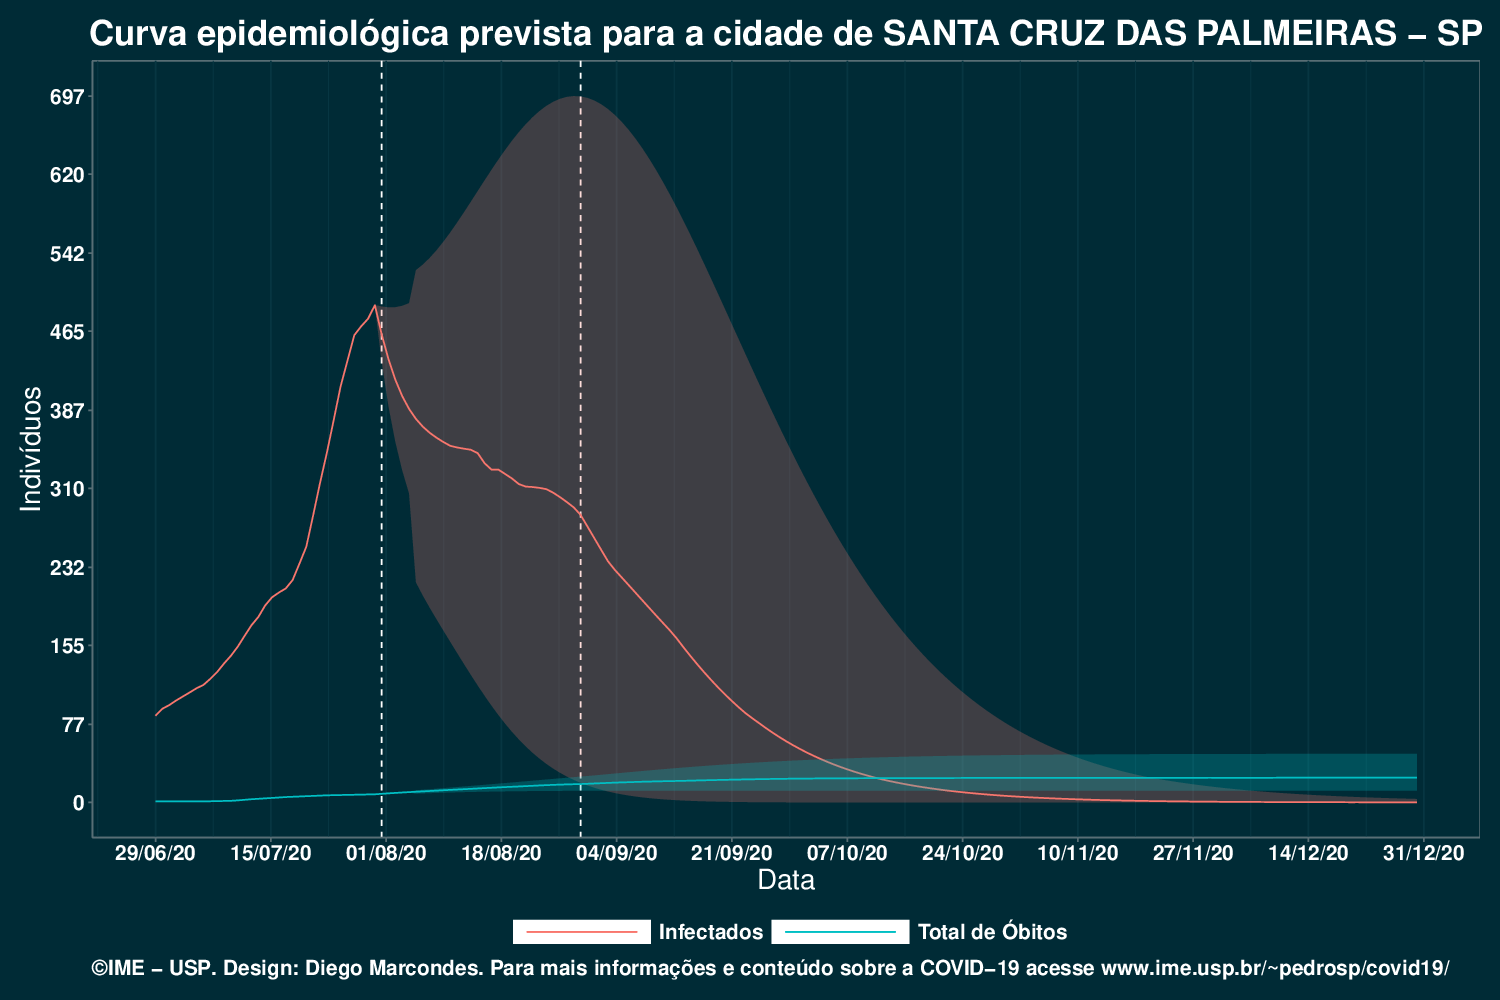 Curva epidemiológica prevista para a cidade de SANTA CRUZ DAS PALMEIRAS – SP
697
620
542
465
387
310
232
155
77
0
Indivíduos
29/06/20 15/07/20 01/08/20 18/08/20 04/09/20 21/09/20 07/10/20 24/10/20 10/11/20 27/11/20 14/12/20 31/12/20
Data
Infectados Total de Óbitos
©IME – USP. Design: Diego Marcondes. Para mais informações e conteúdo sobre a COVID–19 acesse www.ime.usp.br/~pedrosp/covid19/